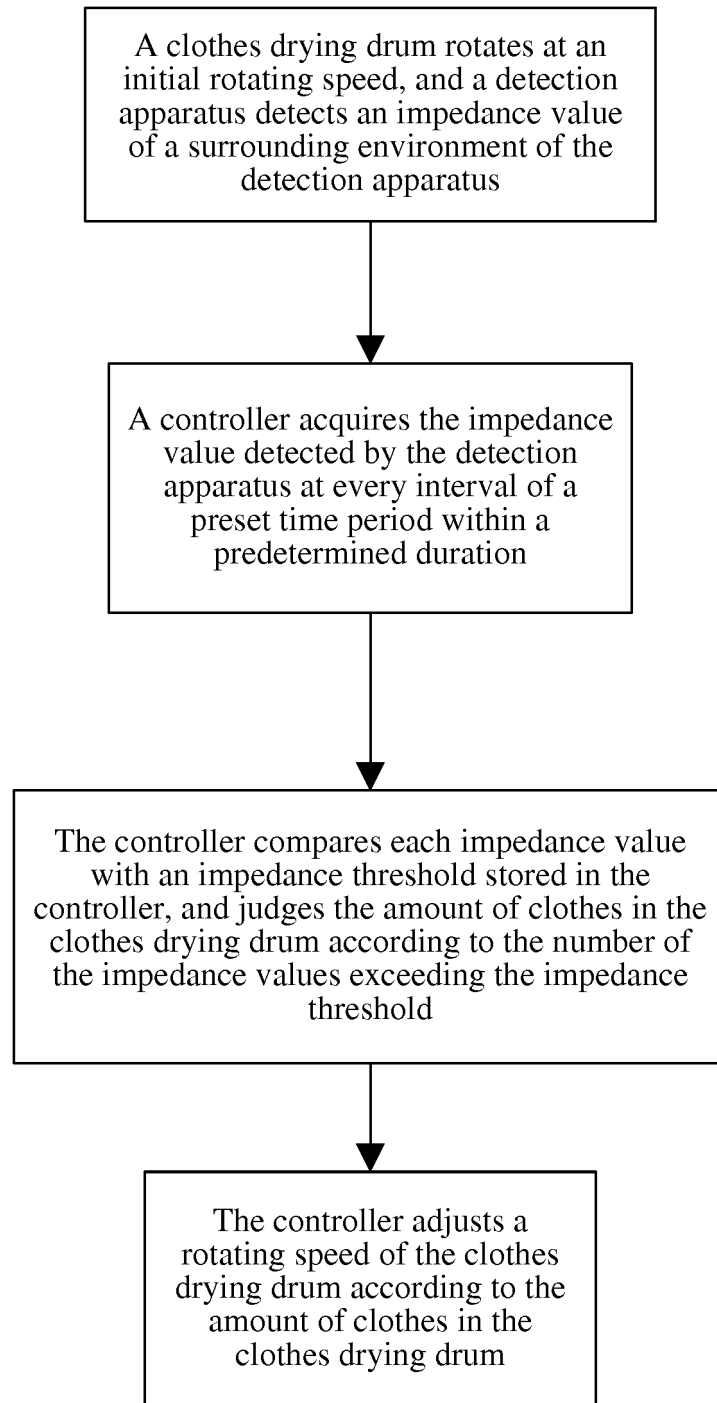 A clothes drying drum rotates at an
initial rotating speed, and a detection
apparatus detects an impedance value
of a surrounding environment of the
detection apparatus
A controller acquires the impedance
value detected by the detection
apparatus at every interval of a
preset time period within a
predetermined duration
The controller compares each impedance value
with an impedance threshold stored in the
controller, and judges the amount of clothes in the
clothes drying drum according to the number of
the impedance values exceeding the impedance
threshold
The controller adjusts a
rotating speed of the clothes
drying drum according to the
amount of clothes in the
clothes drying drum